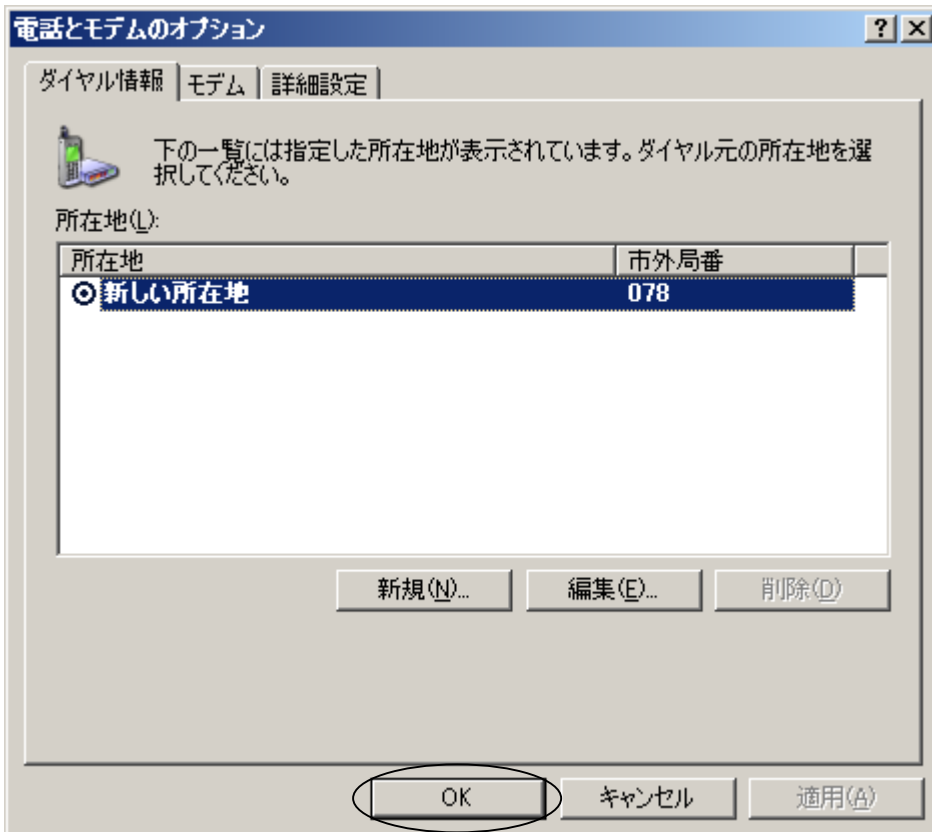 電話とモデムのオプション
ダイヤル情報 モデム 詳細設定
下の一覧には指定した所在地が表示されています。ダイヤル元の所在地を選
択してください。
所在地(L):
所在地 市外局番
新しい所在地 078
新規(N)... 編集(E)... 削除(D)
OK キャンセル 適用(A)